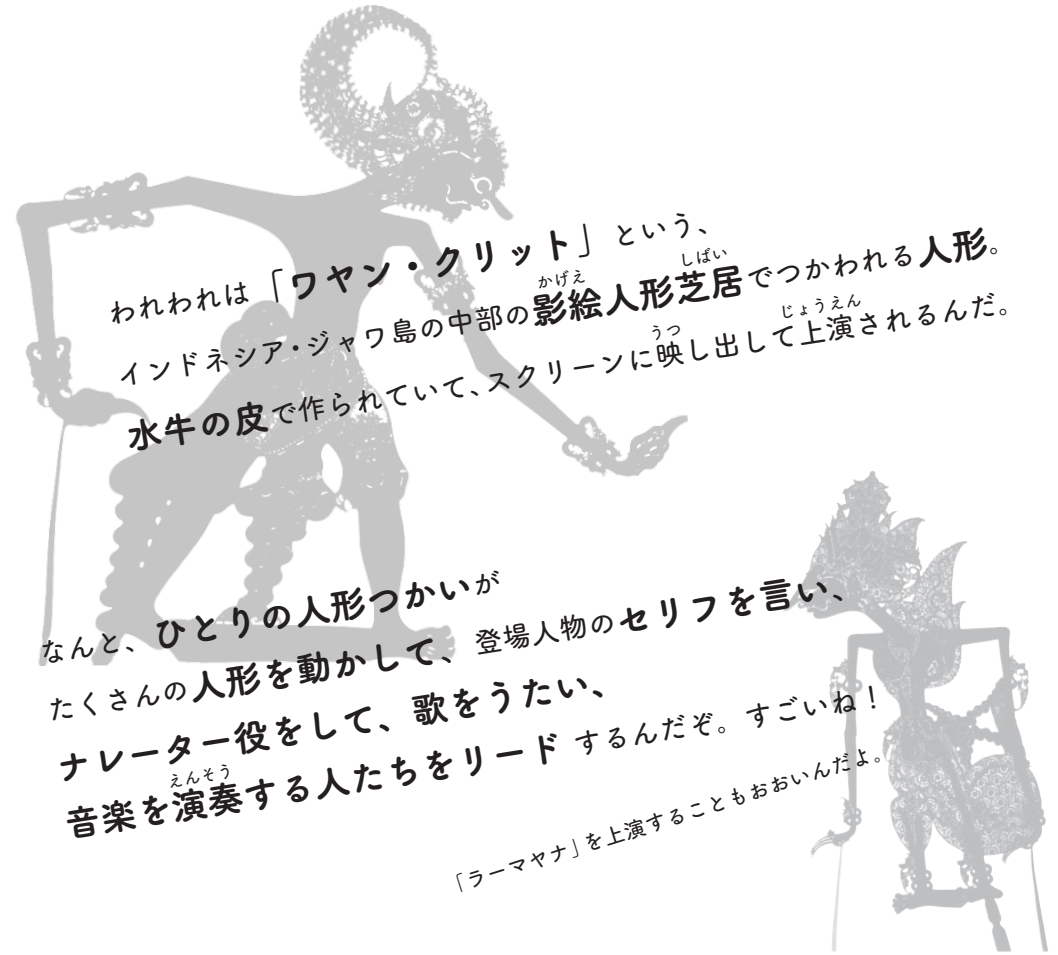 われわれは「ワヤン・クリット」という、
インドネシア・ジャワ島の中部の影絵人形芝居でつかわれる人形。
水牛の皮で作られていて、スクリーンに映し出して上演されるんだ。
なんと、ひとりの人形つかいが
たくさんの人形を動かして、登場人物のセリフを言い、
ナレーター役をして、歌をうたい、
音楽を演奏する人たちをリードするんだぞ。すごいね！
「ラーマヤナ」を上演することもおおいんだよ。